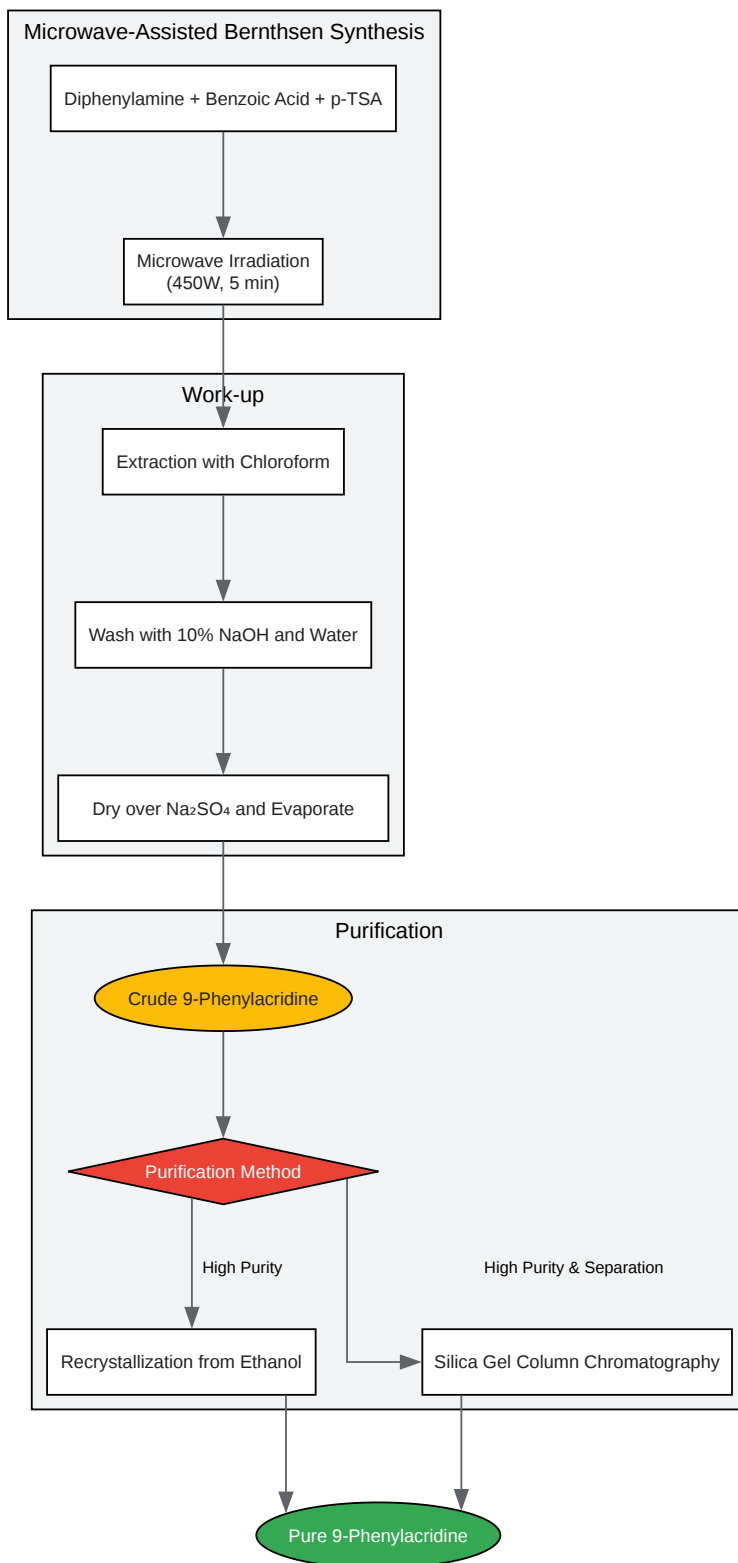 Microwave-Assisted Bernthsen Synthesis
Diphenylamine + Benzoic Acid + p-TSA
Microwave Irradiation
(450W, 5 min)
Work-up
Extraction with Chloroform
Wash with 10% NaOH and Water
Dry over Na₂SO₄ and Evaporate
Purification
Crude 9-Phenylacridine
Purification Method
High Purity
High Purity & Separation
Recrystallization from Ethanol
Silica Gel Column Chromatography
Pure 9-Phenylacridine